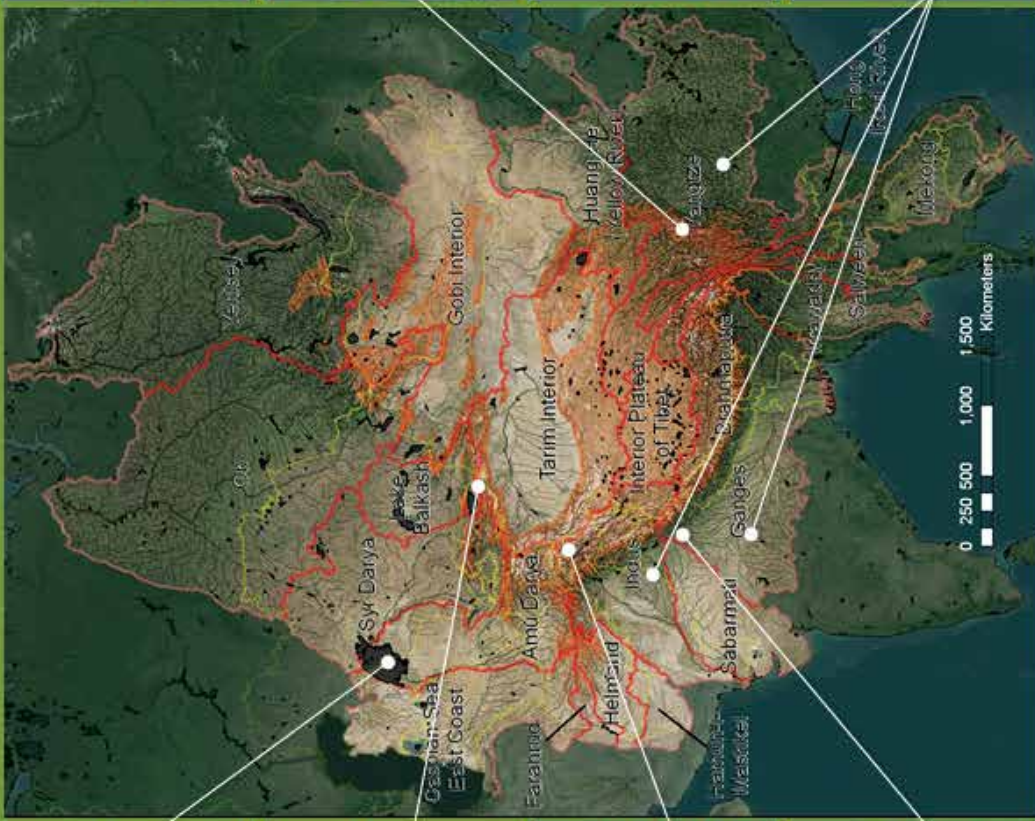 Yenisey
Ob
Gobi Interior
Huang He
(Yellow River)
Yangtze
Hong
(Red River)
Mekong
Salween
Irrawaddy
Brahmaputra
Interior Plateau
of Tibet
Tarim Interior
Lake
Balkash
Syr Darya
Amu Darya
Indus
Ganges
Sabarmati
Helmand
Farahrud
Caspian Sea
East Coast
Hamun-i-
Mashkel
0 250 500 1,000 1,500
Kilometers